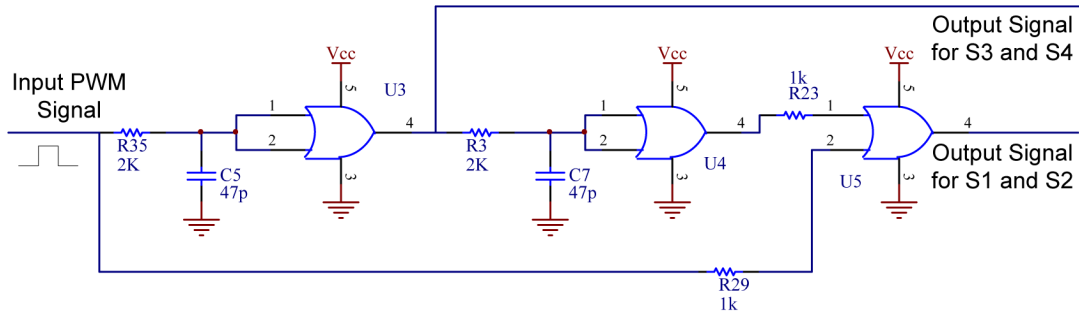 Output Signal
for S3 and S4
Input PWM
Signal
Vcc
5
U3
1
2
4
3
R35
2K
C5
47p
R3
2K
C7
47p
Vcc
5
1
2
4
3
U4
1k
R23
Vcc
5
1
2
4
3
U5
Output Signal
for S1 and S2
R29
1k